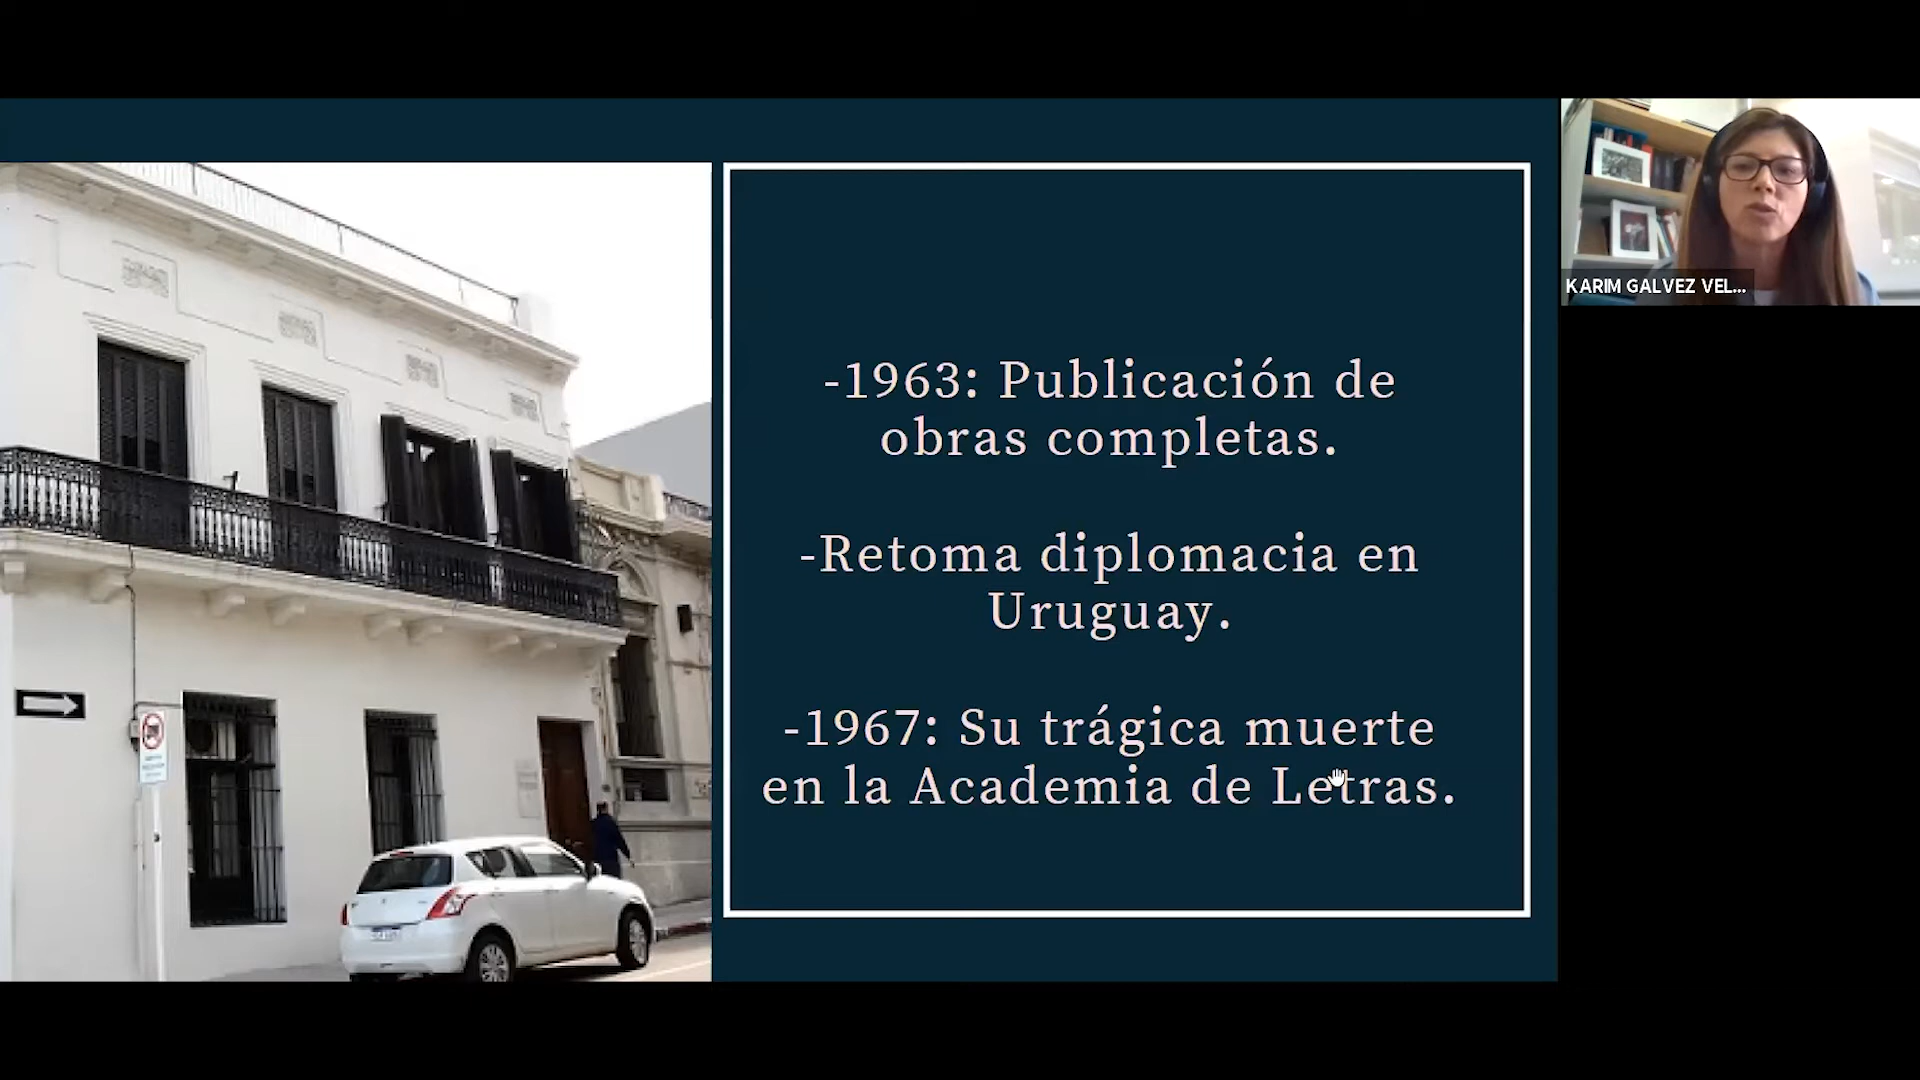 -1963: Publicación de
obras completas.
-Retoma diplomacia en
Uruguay.
-1967: Su trágica muerte
en la Academia de Letras.
KARIM GALVEZ VEL...